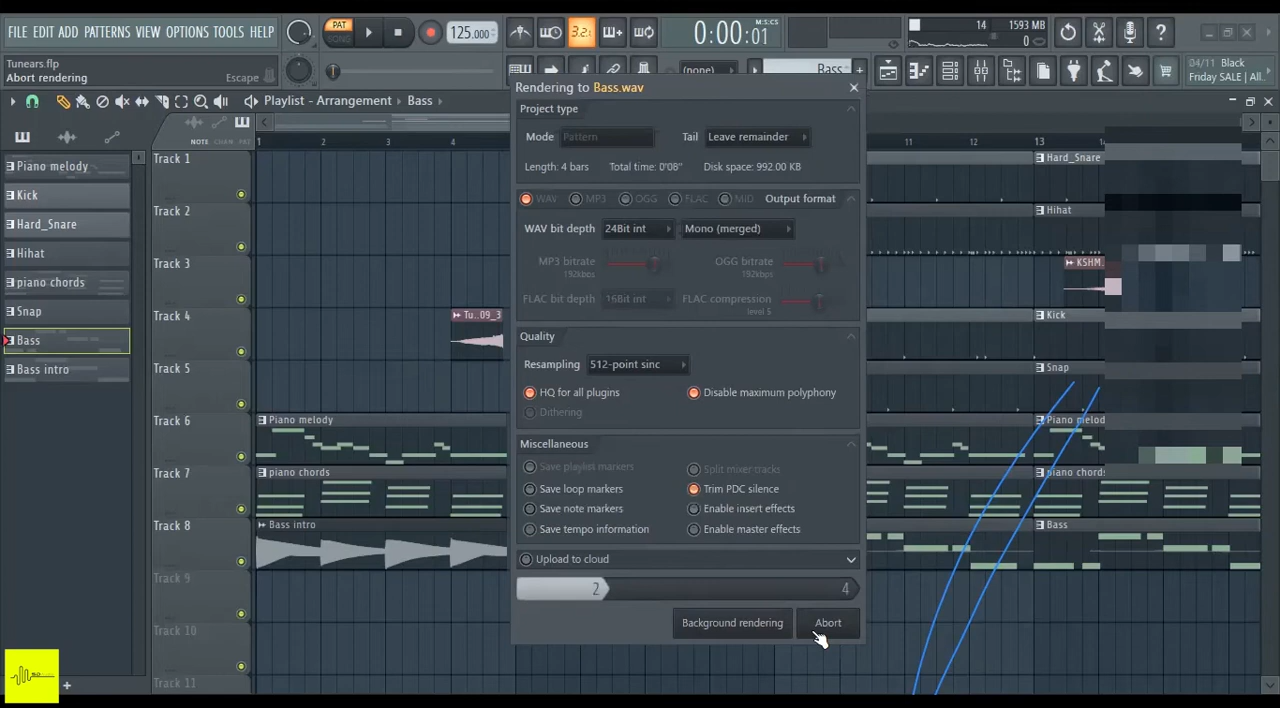 FILE EDIT ADD PATTERNS VIEW OPTIONS TOOLS HELP
PAT
125.000
3.2
0:00:01
M:S:CS
14
1593 MB
0
Tunears.flp
Abort rendering
Escape
(none)
Bass
04/11 Black
Friday SALE | All..
Playlist - Arrangement
Bass
NOTE CHAN PAT
1 2 3 4 11 12 13 14
Piano melody
Kick
Hard_Snare
Hihat
piano chords
Snap
Bass
Bass intro
Track 1
Track 2
Track 3
Track 4
Track 5
Track 6
Track 7
Track 8
Track 9
Track 10
Track 11
Tu..09_3
Piano melody
piano chords
Bass intro
Hard_Snare
Hihat
KSHM.
Kick
Snap
Piano melod
piano chords
Bass
Rendering to Bass.wav
Project type
Mode Pattern Tail Leave remainder
Length: 4 bars Total time: 0'08" Disk space: 992.00 KB
WAV MP3 OGG FLAC MID Output format
WAV bit depth 24Bit int Mono (merged)
MP3 bitrate OGG bitrate
192kbps 192kbps
FLAC bit depth 16Bit int FLAC compression
level 5
Quality
Resampling 512-point sinc
HQ for all plugins Disable maximum polyphony
Dithering
Miscellaneous
Save playlist markers Split mixer tracks
Save loop markers Trim PDC silence
Save note markers Enable insert effects
Save tempo information Enable master effects
Upload to cloud
2 4
Background rendering Abort